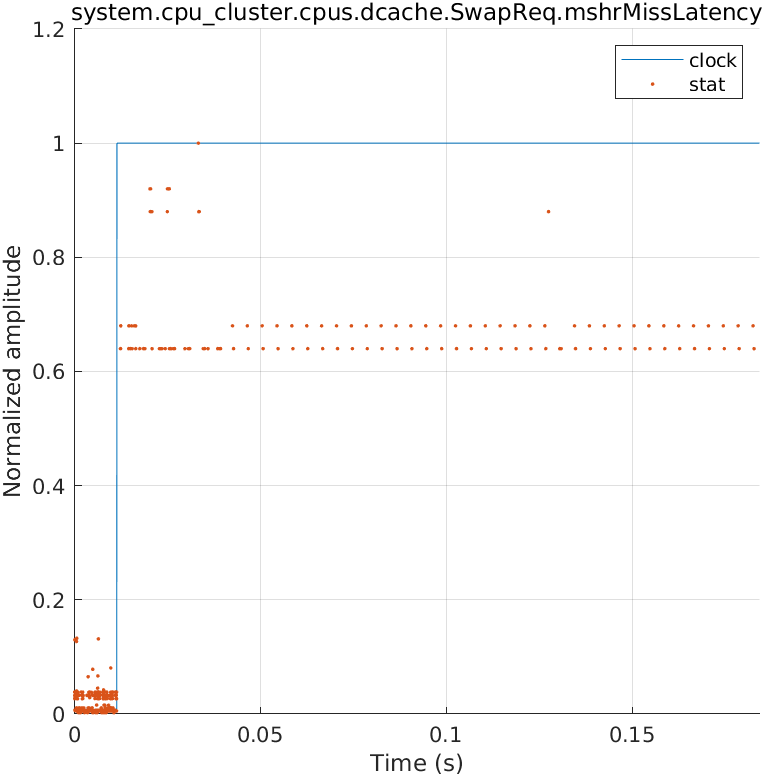 system.cpu_cluster.cpus.dcache.SwapReq.mshrMissLatency
1.2
clock
stat
1
0.8
0.6
0.4
0.2
0
Normalized amplitude
0
0.05
0.1
0.15
Time (s)